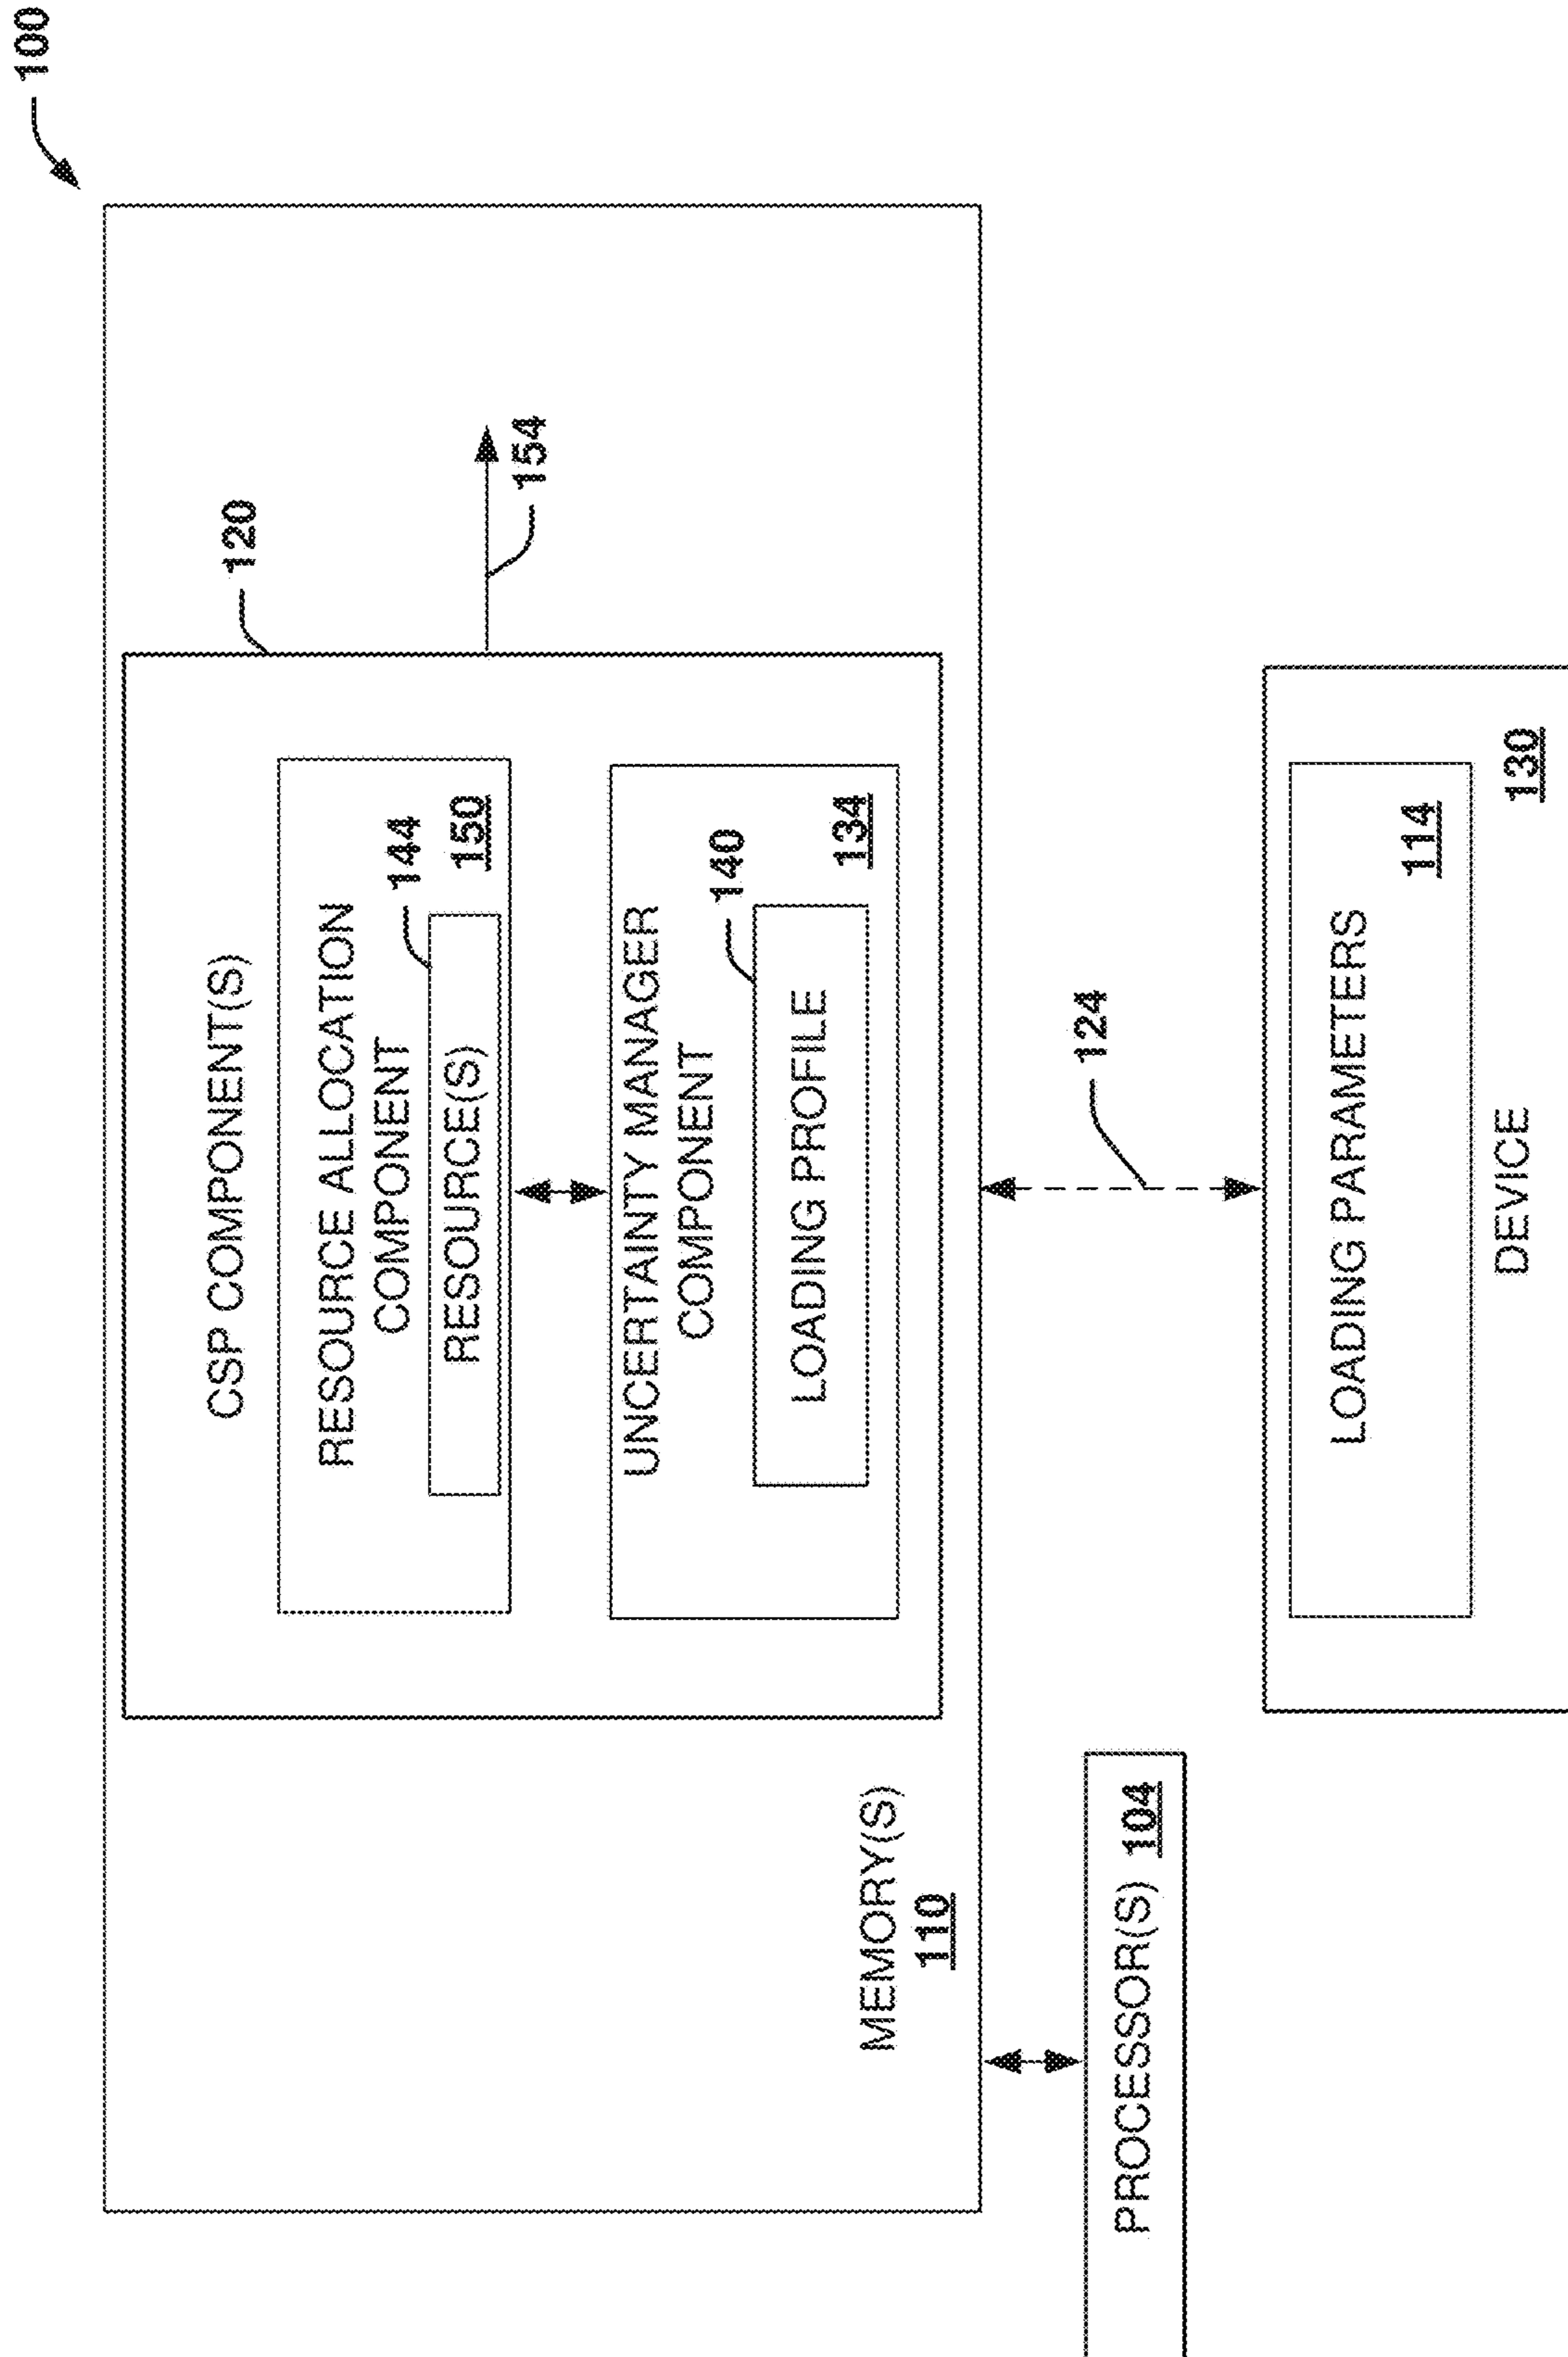 100
120
CSP COMPONENT(S)
RESOURCE ALLOCATION
COMPONENT
144
RESOURCE(S)
150
154
UNCERTAINTY MANAGER
COMPONENT
140
LOADING PROFILE
134
MEMORY(S)
110
124
PROCESSOR(S) 104
LOADING PARAMETERS
114
DEVICE
130